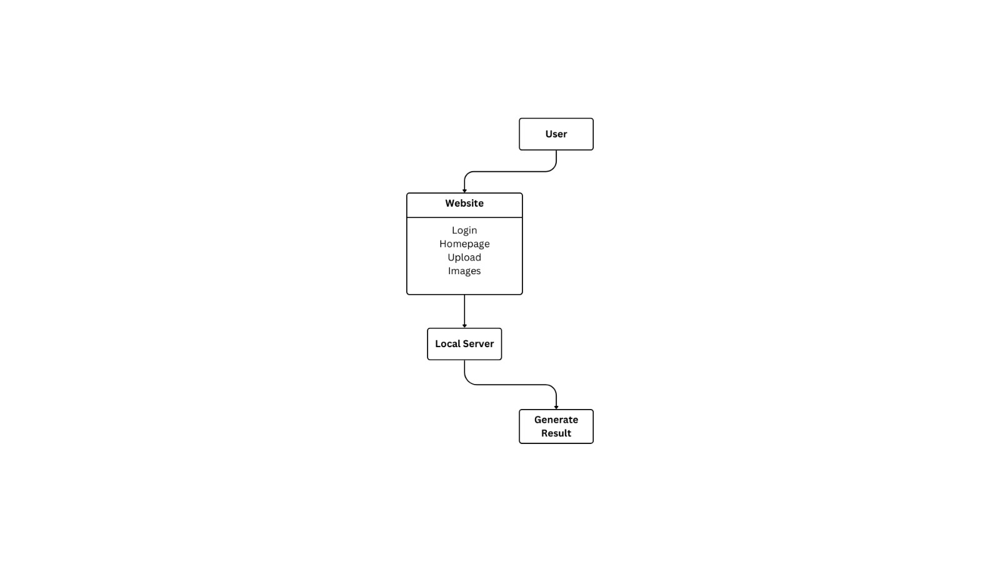 User
Website
Login
Homepage
Upload
Images
Local Server
Generate
Result